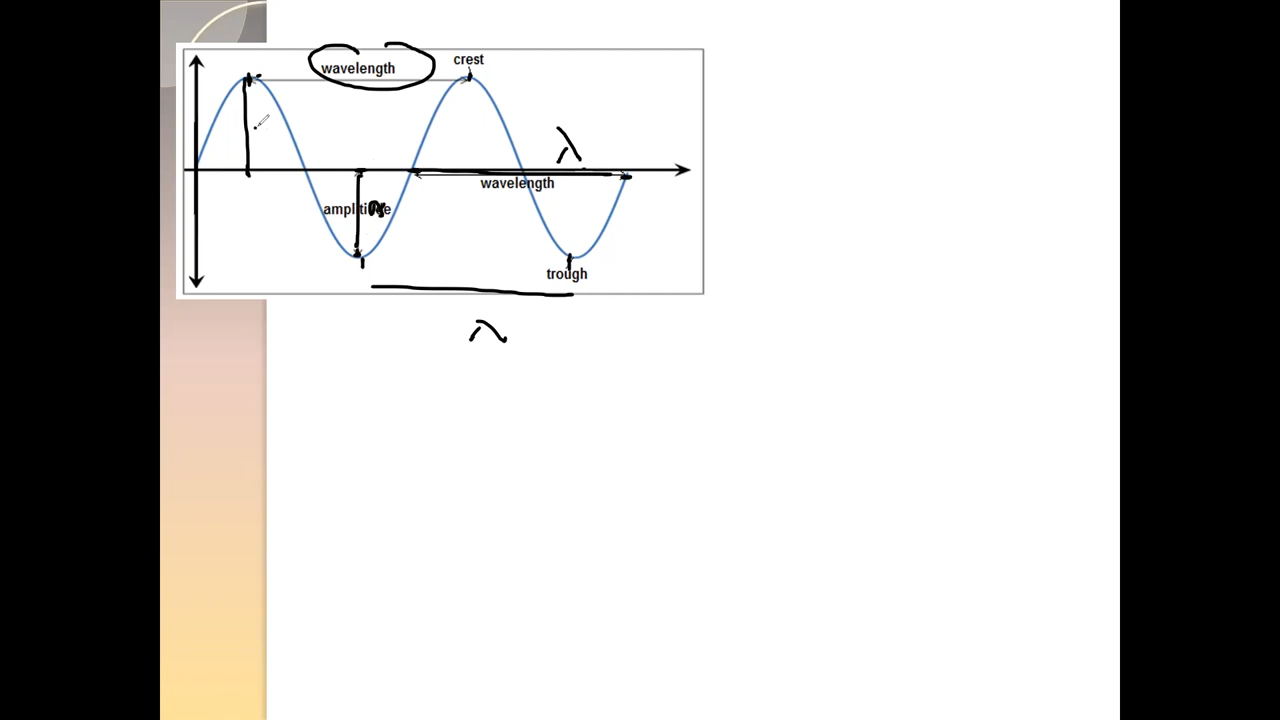 crest
wavelength
λ
wavelength
amplitude
trough
λ